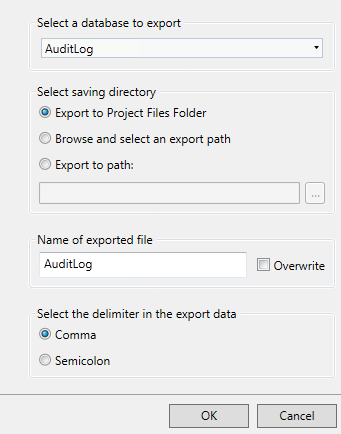 Select a database to export
AuditLog
Select saving directory
Export to Project Files Folder
Browse and select an export path
Export to path:
...
Name of exported file
AuditLog
Overwrite
Select the delimiter in the export data
Comma
Semicolon
OK
Cancel